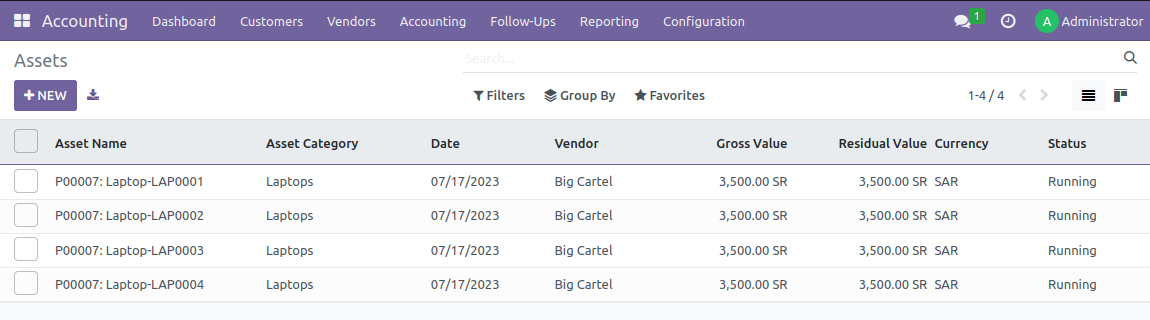 Accounting Dashboard Customers Vendors Accounting Follow-Ups Reporting Configuration 1 A Administrator
Assets Search...
NEW Filters Group By Favorites 1-4 / 4
Asset Name Asset Category Date Vendor Gross Value Residual Value Currency Status
P00007: Laptop-LAP0001 Laptops 07/17/2023 Big Cartel 3,500.00 SR 3,500.00 SR SAR Running
P00007: Laptop-LAP0002 Laptops 07/17/2023 Big Cartel 3,500.00 SR 3,500.00 SR SAR Running
P00007: Laptop-LAP0003 Laptops 07/17/2023 Big Cartel 3,500.00 SR 3,500.00 SR SAR Running
P00007: Laptop-LAP0004 Laptops 07/17/2023 Big Cartel 3,500.00 SR 3,500.00 SR SAR Running